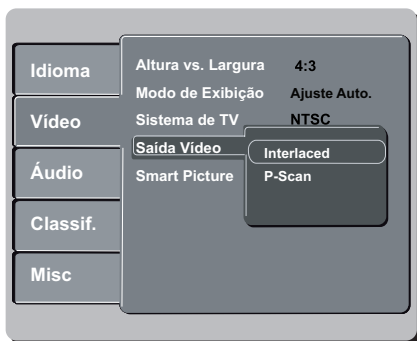 Idioma
Vídeo
Áudio
Classif.
Misc
Altura vs. Largura 4:3
Modo de Exibição Ajuste Auto.
Sistema de TV NTSC
Saída Vídeo Interlaced
Smart Picture P-Scan